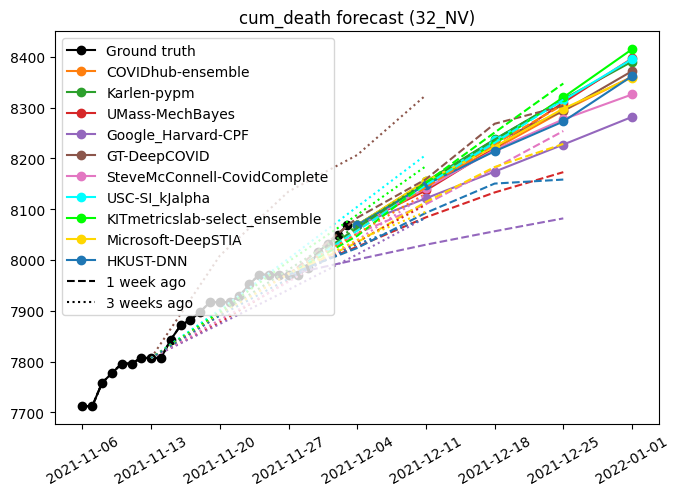 cum_death forecast (32_NV)
8400
8300
8200
8100
8000
7900
7800
7700
Ground truth
COVIDhub-ensemble
Karlen-pypm
UMass-MechBayes
Google_Harvard-CPF
GT-DeepCOVID
SteveMcConnell-CovidComplete
USC-SI_kJalpha
KITmetricslab-select_ensemble
Microsoft-DeepSTIA
HKUST-DNN
1 week ago
3 weeks ago
2021-11-06
2021-11-13
2021-11-20
2021-11-27
2021-12-04
2021-12-11
2021-12-18
2021-12-25
2022-01-01